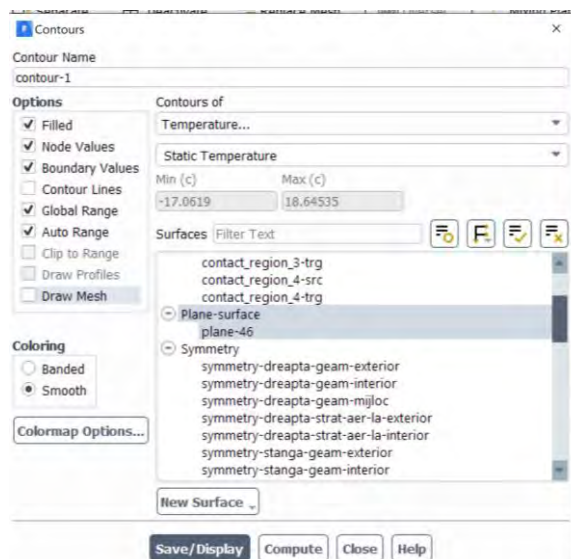 Contours
Contour Name
contour-1
Options
Filled
Node Values
Boundary Values
Contour Lines
Global Range
Auto Range
Clip to Range
Draw Profiles
Draw Mesh
Coloring
Banded
Smooth
Colormap Options...
Contours of
Temperature...
Static Temperature
Min (c) Max (c)
-17.0619 18.64535
Surfaces Filter Text
contact_region_3-trg
contact_region_4-src
contact_region_4-trg
Plane-surface
plane-46
Symmetry
symmetry-dreapta-geam-exterior
symmetry-dreapta-geam-interior
symmetry-dreapta-geam-mijloc
symmetry-dreapta-strat-aer-la-exterior
symmetry-dreapta-strat-aer-la-interior
symmetry-stanga-geam-exterior
symmetry-stanga-geam-interior
New Surface
Save/Display Compute Close Help